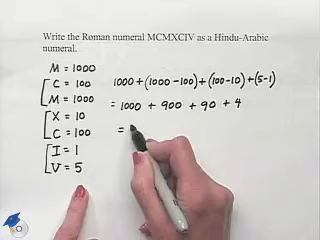 Write the Roman numeral MCMXCIV as a Hindu-Arabic
numeral.
M = 1000
C = 100
M = 1000
X = 10
C = 100
I = 1
V = 5
1000 + (1000-100) + (100-10) + (5-1)
= 1000 + 900 + 90 + 4
=